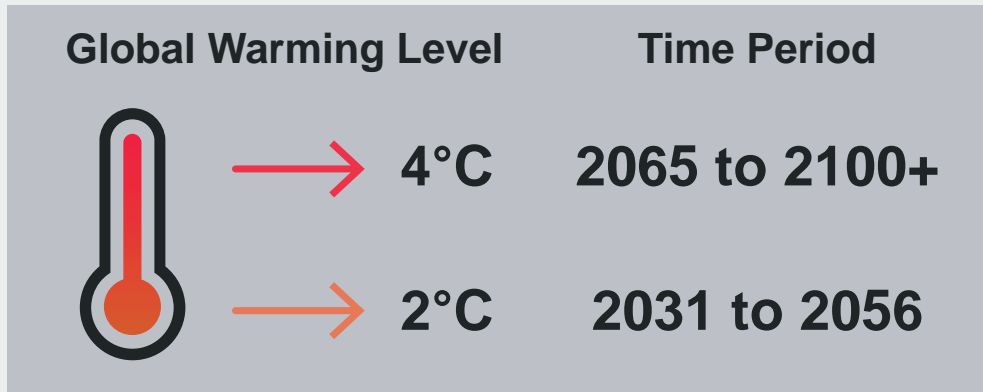 Global Warming Level Time Period
4°C 2065 to 2100+
2°C 2031 to 2056